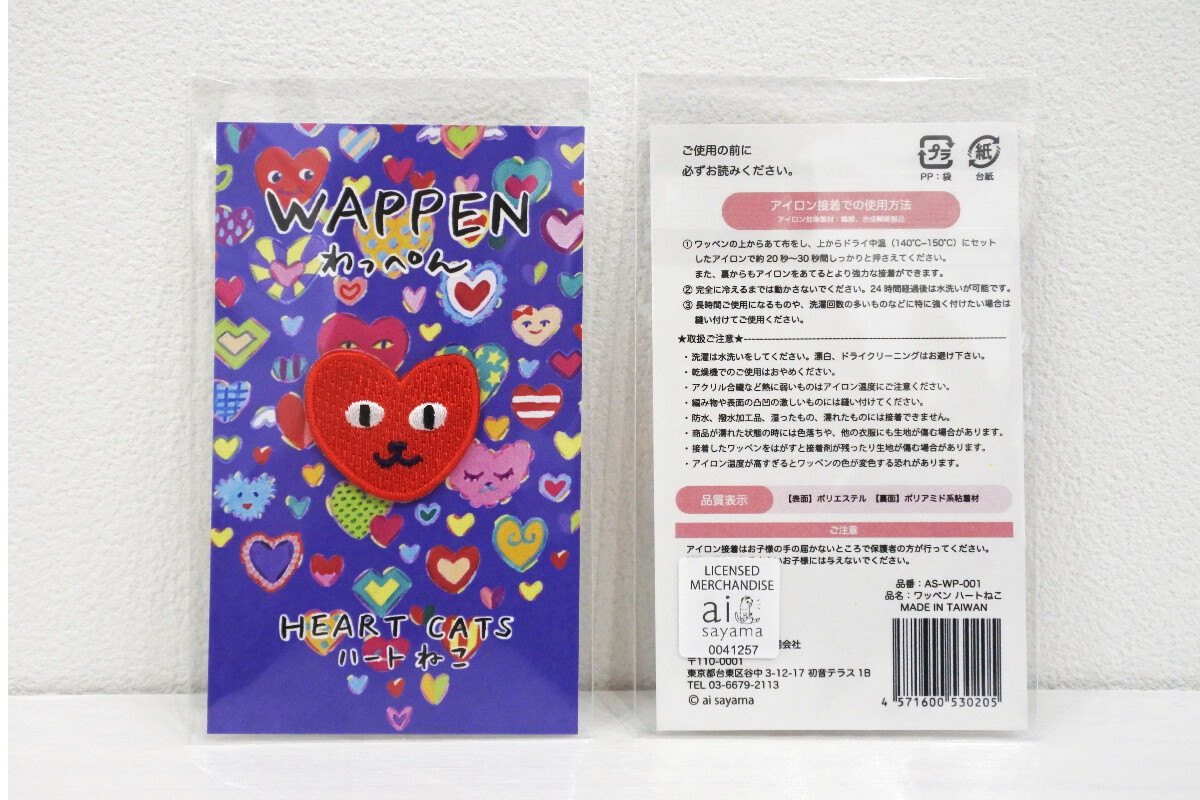 WAPPEN
わっぺん
HEART CATS
ハートねこ
ご使用の前に
必ずお読みください。
プラ
PP：袋
紙
台紙
アイロン接着での使用方法
アイロン対象素材：綿麻、合成繊維製品
① ワッペンの上からあて布をし、上からドライ中温（140℃~150℃）にセット
したアイロンで約20秒～30秒間しっかりと押さえてください。
また、裏からもアイロンをあてるとより強力な接着ができます。
② 完全に冷えるまでは動かさないでください。24時間経過後は水洗いが可能です。
③ 長時間ご使用になるものや、洗濯回数の多いものなどに特に強く付けたい場合は
縫い付けてご使用ください。
★取扱ご注意★
・洗濯は水洗いをしてください。漂白、ドライクリーニングはお避け下さい。
・乾燥機でのご使用はおやめください。
・アクリル合繊など熱に弱いものはアイロン温度にご注意ください。
・編み物や表面の凸凹の激しいものには縫い付けてください。
・防水、撥水加工品、湿ったもの、濡れたものには接着できません。
・商品が濡れた状態の時には色落ちや、他の衣服にも生地が傷む場合があります。
・接着したワッペンをはがすと接着剤が残ったり生地が傷む場合があります。
・アイロン温度が高すぎるとワッペンの色が変色する恐れがあります。
品質表示
【表面】ポリエステル 【裏面】ポリアミド系粘着材
ご注意
アイロン接着はお子様の手の届かないところで保護者の方が行ってください。
お子様には与えないでください。
LICENSED
MERCHANDISE
ai
sayama
0041257
品番：AS-WP-001
品名：ワッペン ハートねこ
MADE IN TAIWAN
会社
〒110-0001
東京都台東区谷中3-12-17 初音テラス1B
TEL 03-6679-2113
© ai sayama
4 571600 530205